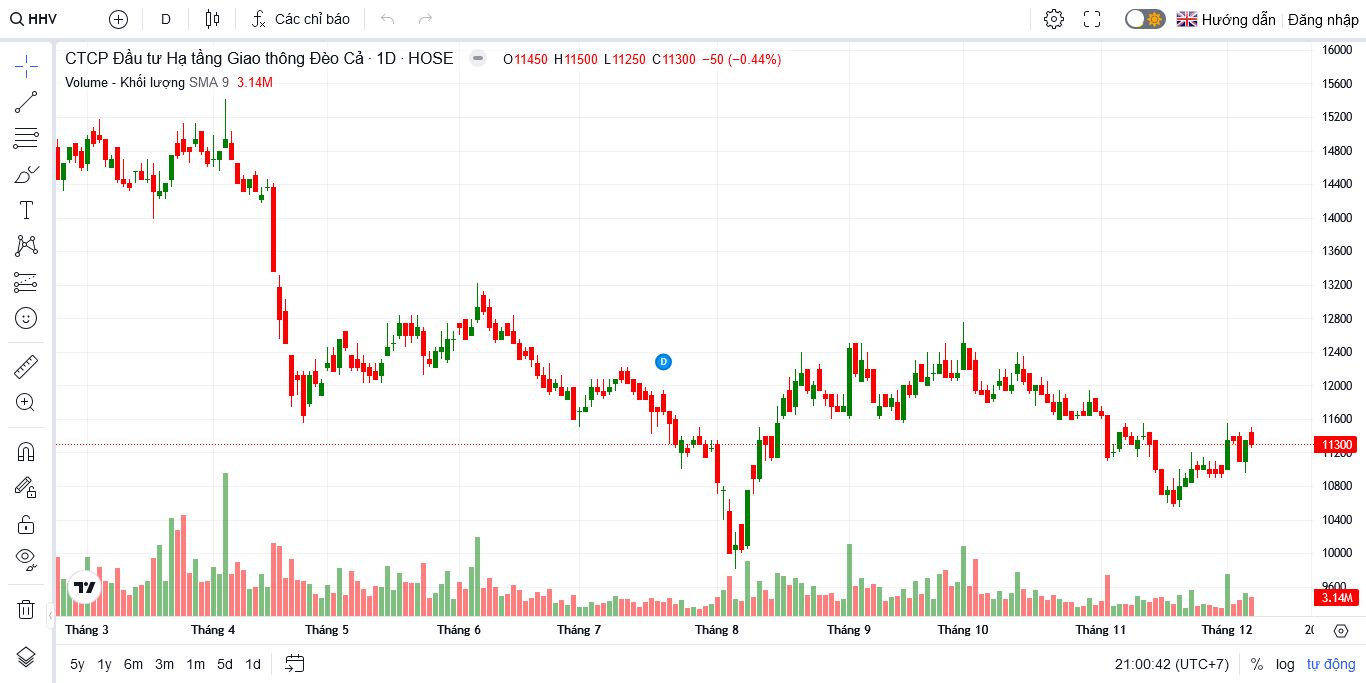 HHV D Các chỉ báo Hướng dẫn Đăng nhập
CTCP Đầu tư Hạ tầng Giao thông Đèo Cả · 1D · HOSE O11450 H11500 L11250 C11300 −50 (−0.44%)
Volume - Khối lượng SMA 9 3.14M
16000
15600
15200
14800
14400
14000
13600
13200
12800
12400
D
12000
11600
11300
11200
10800
10400
10000
9600
3.14M
Tháng 3 Tháng 4 Tháng 5 Tháng 6 Tháng 7 Tháng 8 Tháng 9 Tháng 10 Tháng 11 Tháng 12
5y 1y 6m 3m 1m 5d 1d 21:00:42 (UTC+7) % log tự động